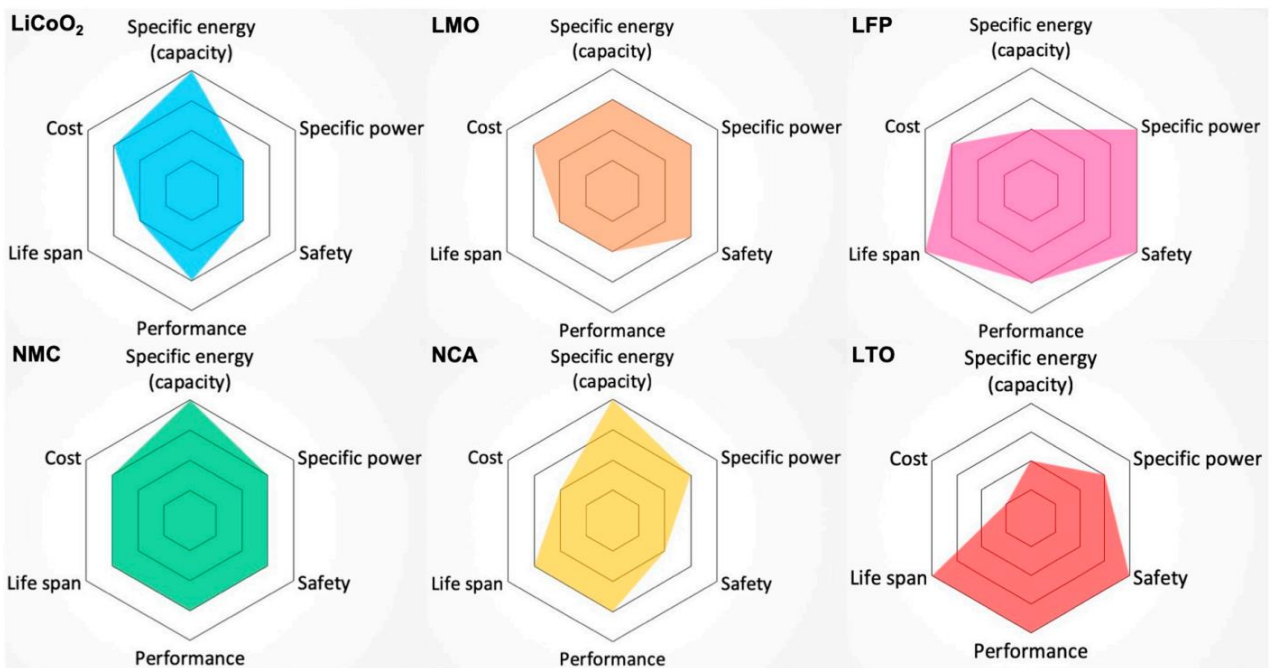 LiCoO₂
Specific energy
(capacity)
Cost
Specific power
Life span
Safety
Performance
LMO
Specific energy
(capacity)
Cost
Specific power
Life span
Safety
Performance
LFP
Specific energy
(capacity)
Cost
Specific power
Life span
Safety
Performance
NMC
Specific energy
(capacity)
Cost
Specific power
Life span
Safety
Performance
NCA
Specific energy
(capacity)
Cost
Specific power
Life span
Safety
Performance
LTO
Specific energy
(capacity)
Cost
Specific power
Life span
Safety
Performance